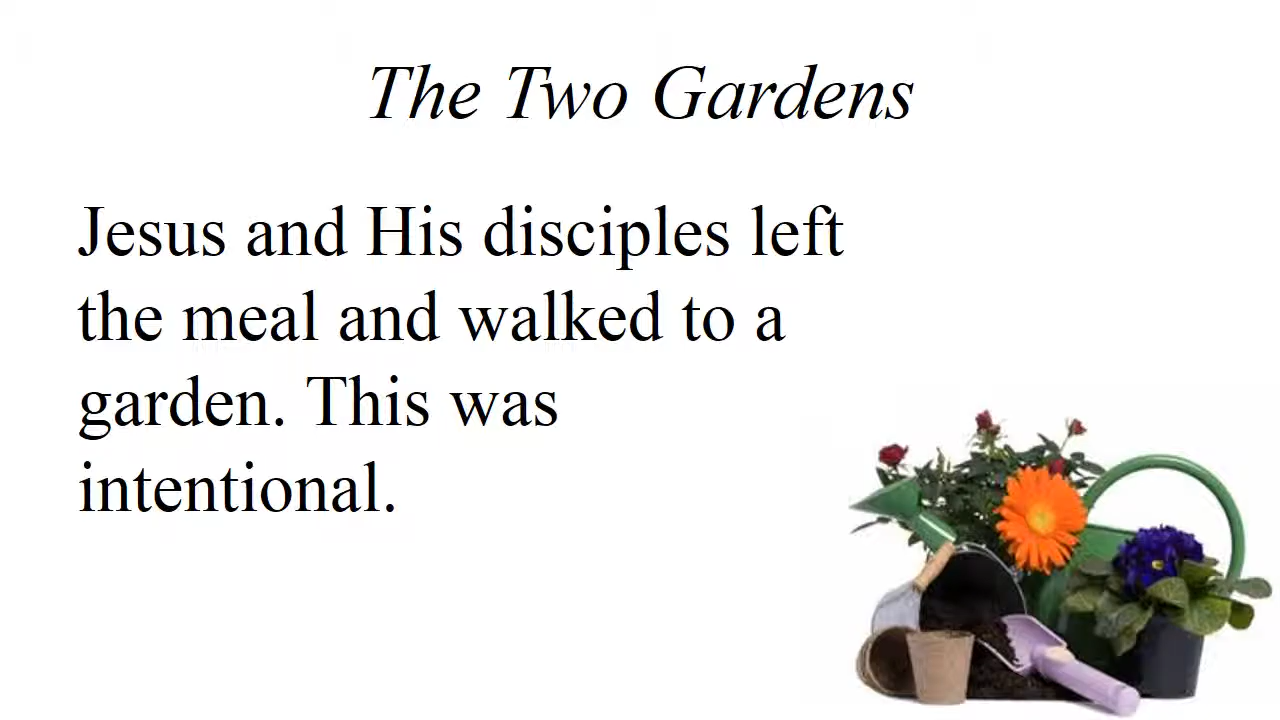 The Two Gardens
Jesus and His disciples left
the meal and walked to a
garden. This was
intentional.